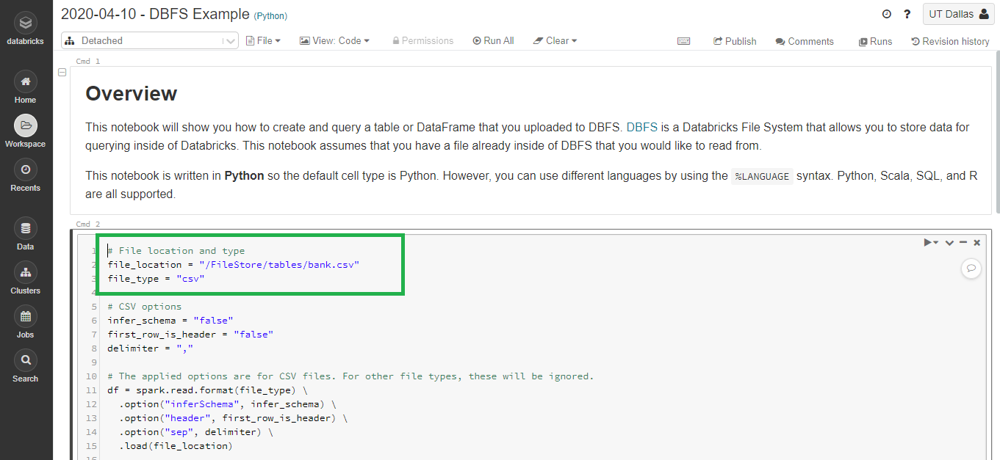 databricks
Home
Workspace
Recents
Data
Clusters
Jobs
Search
2020-04-10 - DBFS Example (Python)
? UT Dallas
Detached File View: Code Permissions Run All Clear Publish Comments Runs Revision history
Cmd 1
Overview
This notebook will show you how to create and query a table or DataFrame that you uploaded to DBFS. DBFS is a Databricks File System that allows you to store data for
querying inside of Databricks. This notebook assumes that you have a file already inside of DBFS that you would like to read from.
This notebook is written in Python so the default cell type is Python. However, you can use different languages by using the %LANGUAGE syntax. Python, Scala, SQL, and R
are all supported.
Cmd 2
1 # File location and type
2 file_location = "/FileStore/tables/bank.csv"
3 file_type = "csv"
4
5 # CSV options
6 infer_schema = "false"
7 first_row_is_header = "false"
8 delimiter = ","
9
10 # The applied options are for CSV files. For other file types, these will be ignored.
11 df = spark.read.format(file_type) \
12 .option("inferSchema", infer_schema) \
13 .option("header", first_row_is_header) \
14 .option("sep", delimiter) \
15 .load(file_location)
16